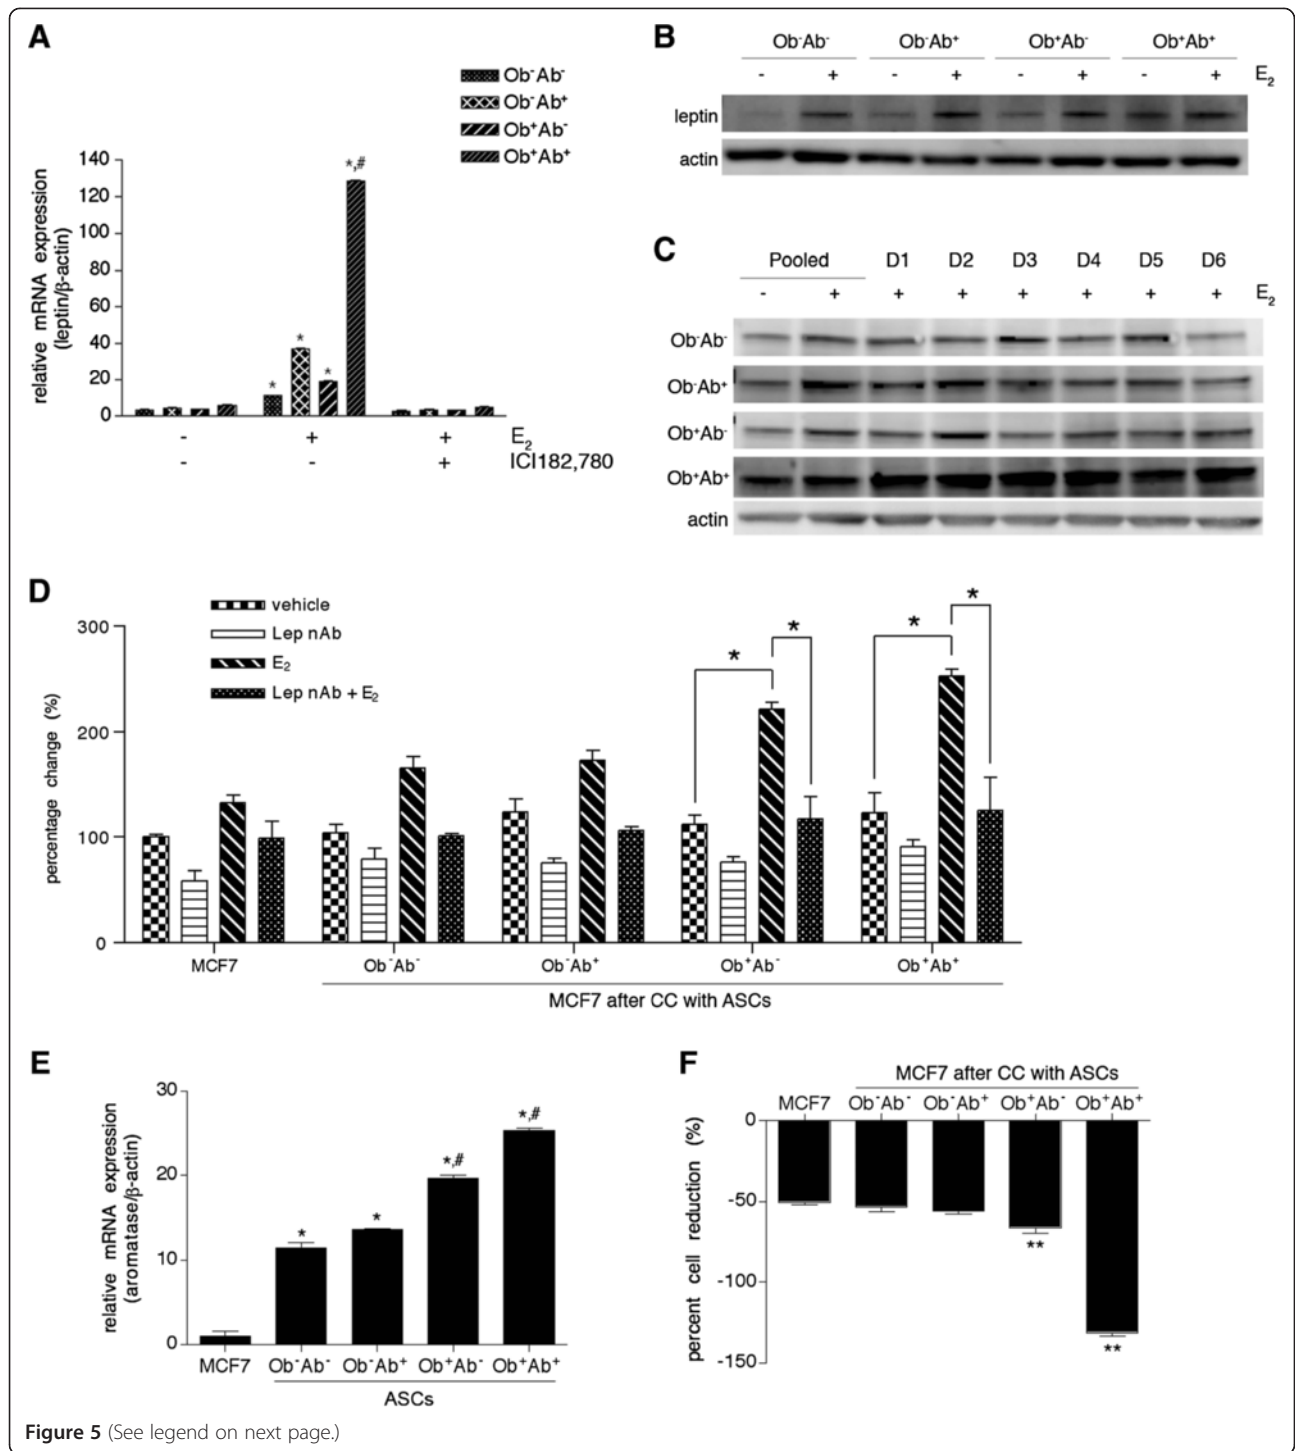 A
Ob⁻Ab⁻
Ob⁻Ab⁺
Ob⁺Ab⁻
Ob⁺Ab⁺
relative mRNA expression
(leptin/β-actin)
140
120
100
80
60
40
20
0
* * * *,#
- + + E₂
- - + ICI182,780
B
Ob⁻Ab⁻ Ob⁻Ab⁺ Ob⁺Ab⁻ Ob⁺Ab⁺
- + - + - + - + E₂
leptin
actin
C
Pooled D1 D2 D3 D4 D5 D6
- + + + + + + + E₂
Ob⁻Ab⁻
Ob⁻Ab⁺
Ob⁺Ab⁻
Ob⁺Ab⁺
actin
D
vehicle
Lep nAb
E₂
Lep nAb + E₂
percentage change (%)
300
200
100
0
* * * *
MCF7 Ob⁻Ab⁻ Ob⁻Ab⁺ Ob⁺Ab⁻ Ob⁺Ab⁺
MCF7 after CC with ASCs
E
relative mRNA expression
(aromatase/β-actin)
30
20
10
0
* * *,# *,#
MCF7 Ob⁻Ab⁻ Ob⁻Ab⁺ Ob⁺Ab⁻ Ob⁺Ab⁺
ASCs
F
MCF7 after CC with ASCs
MCF7 Ob⁻Ab⁻ Ob⁻Ab⁺ Ob⁺Ab⁻ Ob⁺Ab⁺
percent cell reduction (%)
0
-50
-100
-150
** **
Figure 5 (See legend on next page.)